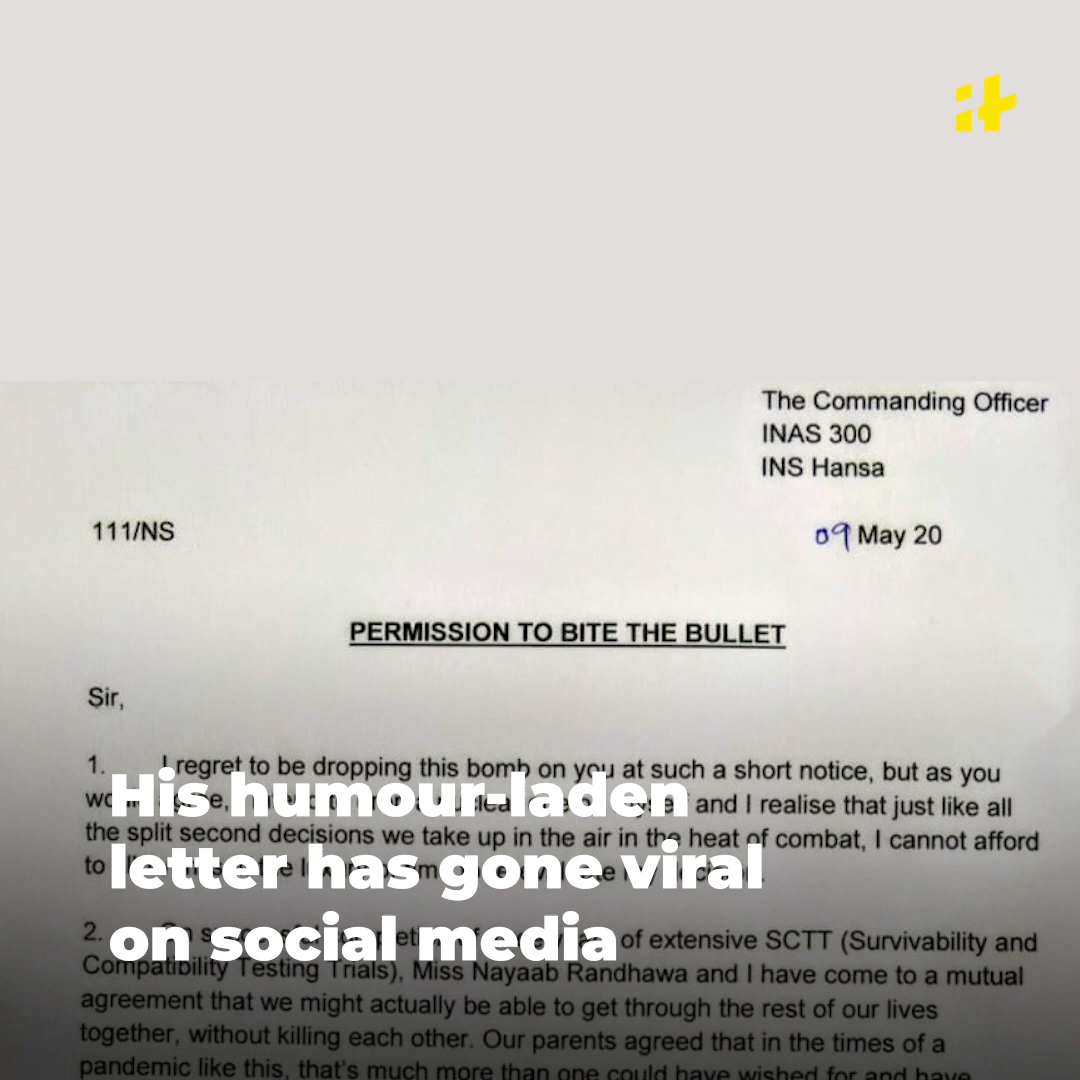 The Commanding Officer
INAS 300
INS Hansa
111/NS
09 May 20
PERMISSION TO BITE THE BULLET
Sir,
1. I regret to be dropping this bomb on you at such a short notice, but as you
and I realise that just like all
the split second decisions we take up in the air in the heat of combat, I cannot afford
to
His humour-laden
letter has gone viral
on social media
2. of extensive SCTT (Survivability and
Compatibility Testing Trials), Miss Nayaab Randhawa and I have come to a mutual
agreement that we might actually be able to get through the rest of our lives
together, without killing each other. Our parents agreed that in the times of a
pandemic like this, that's much more than one could have wished for and have